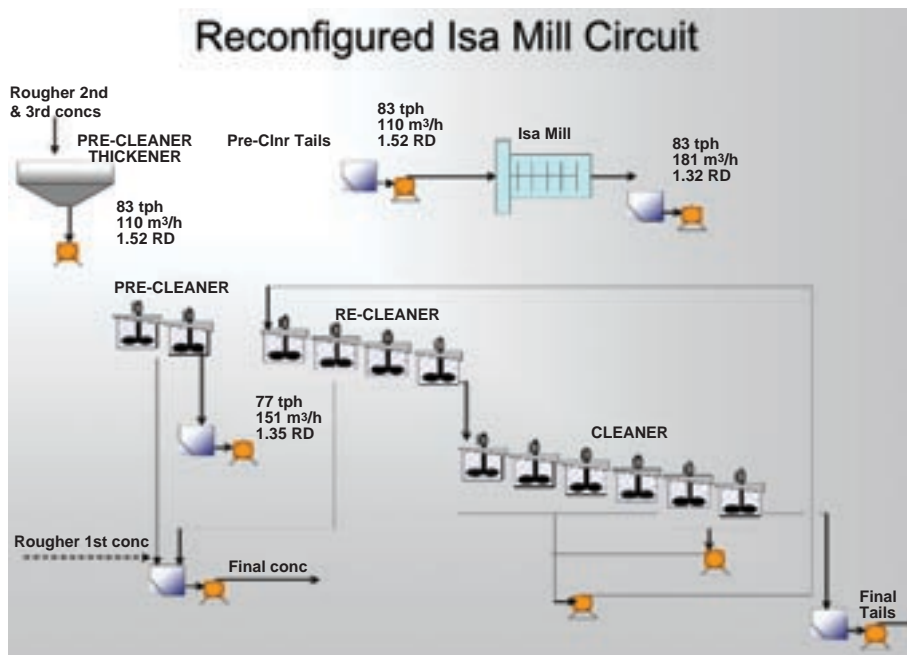 Reconfigured Isa Mill Circuit
Rougher 2nd
& 3rd concs
PRE-CLEANER
THICKENER
83 tph
110 m³/h
1.52 RD
Pre-Clnr Tails
83 tph
110 m³/h
1.52 RD
Isa Mill
83 tph
181 m³/h
1.32 RD
PRE-CLEANER
RE-CLEANER
77 tph
151 m³/h
1.35 RD
CLEANER
Rougher 1st conc
Final conc
Final
Tails